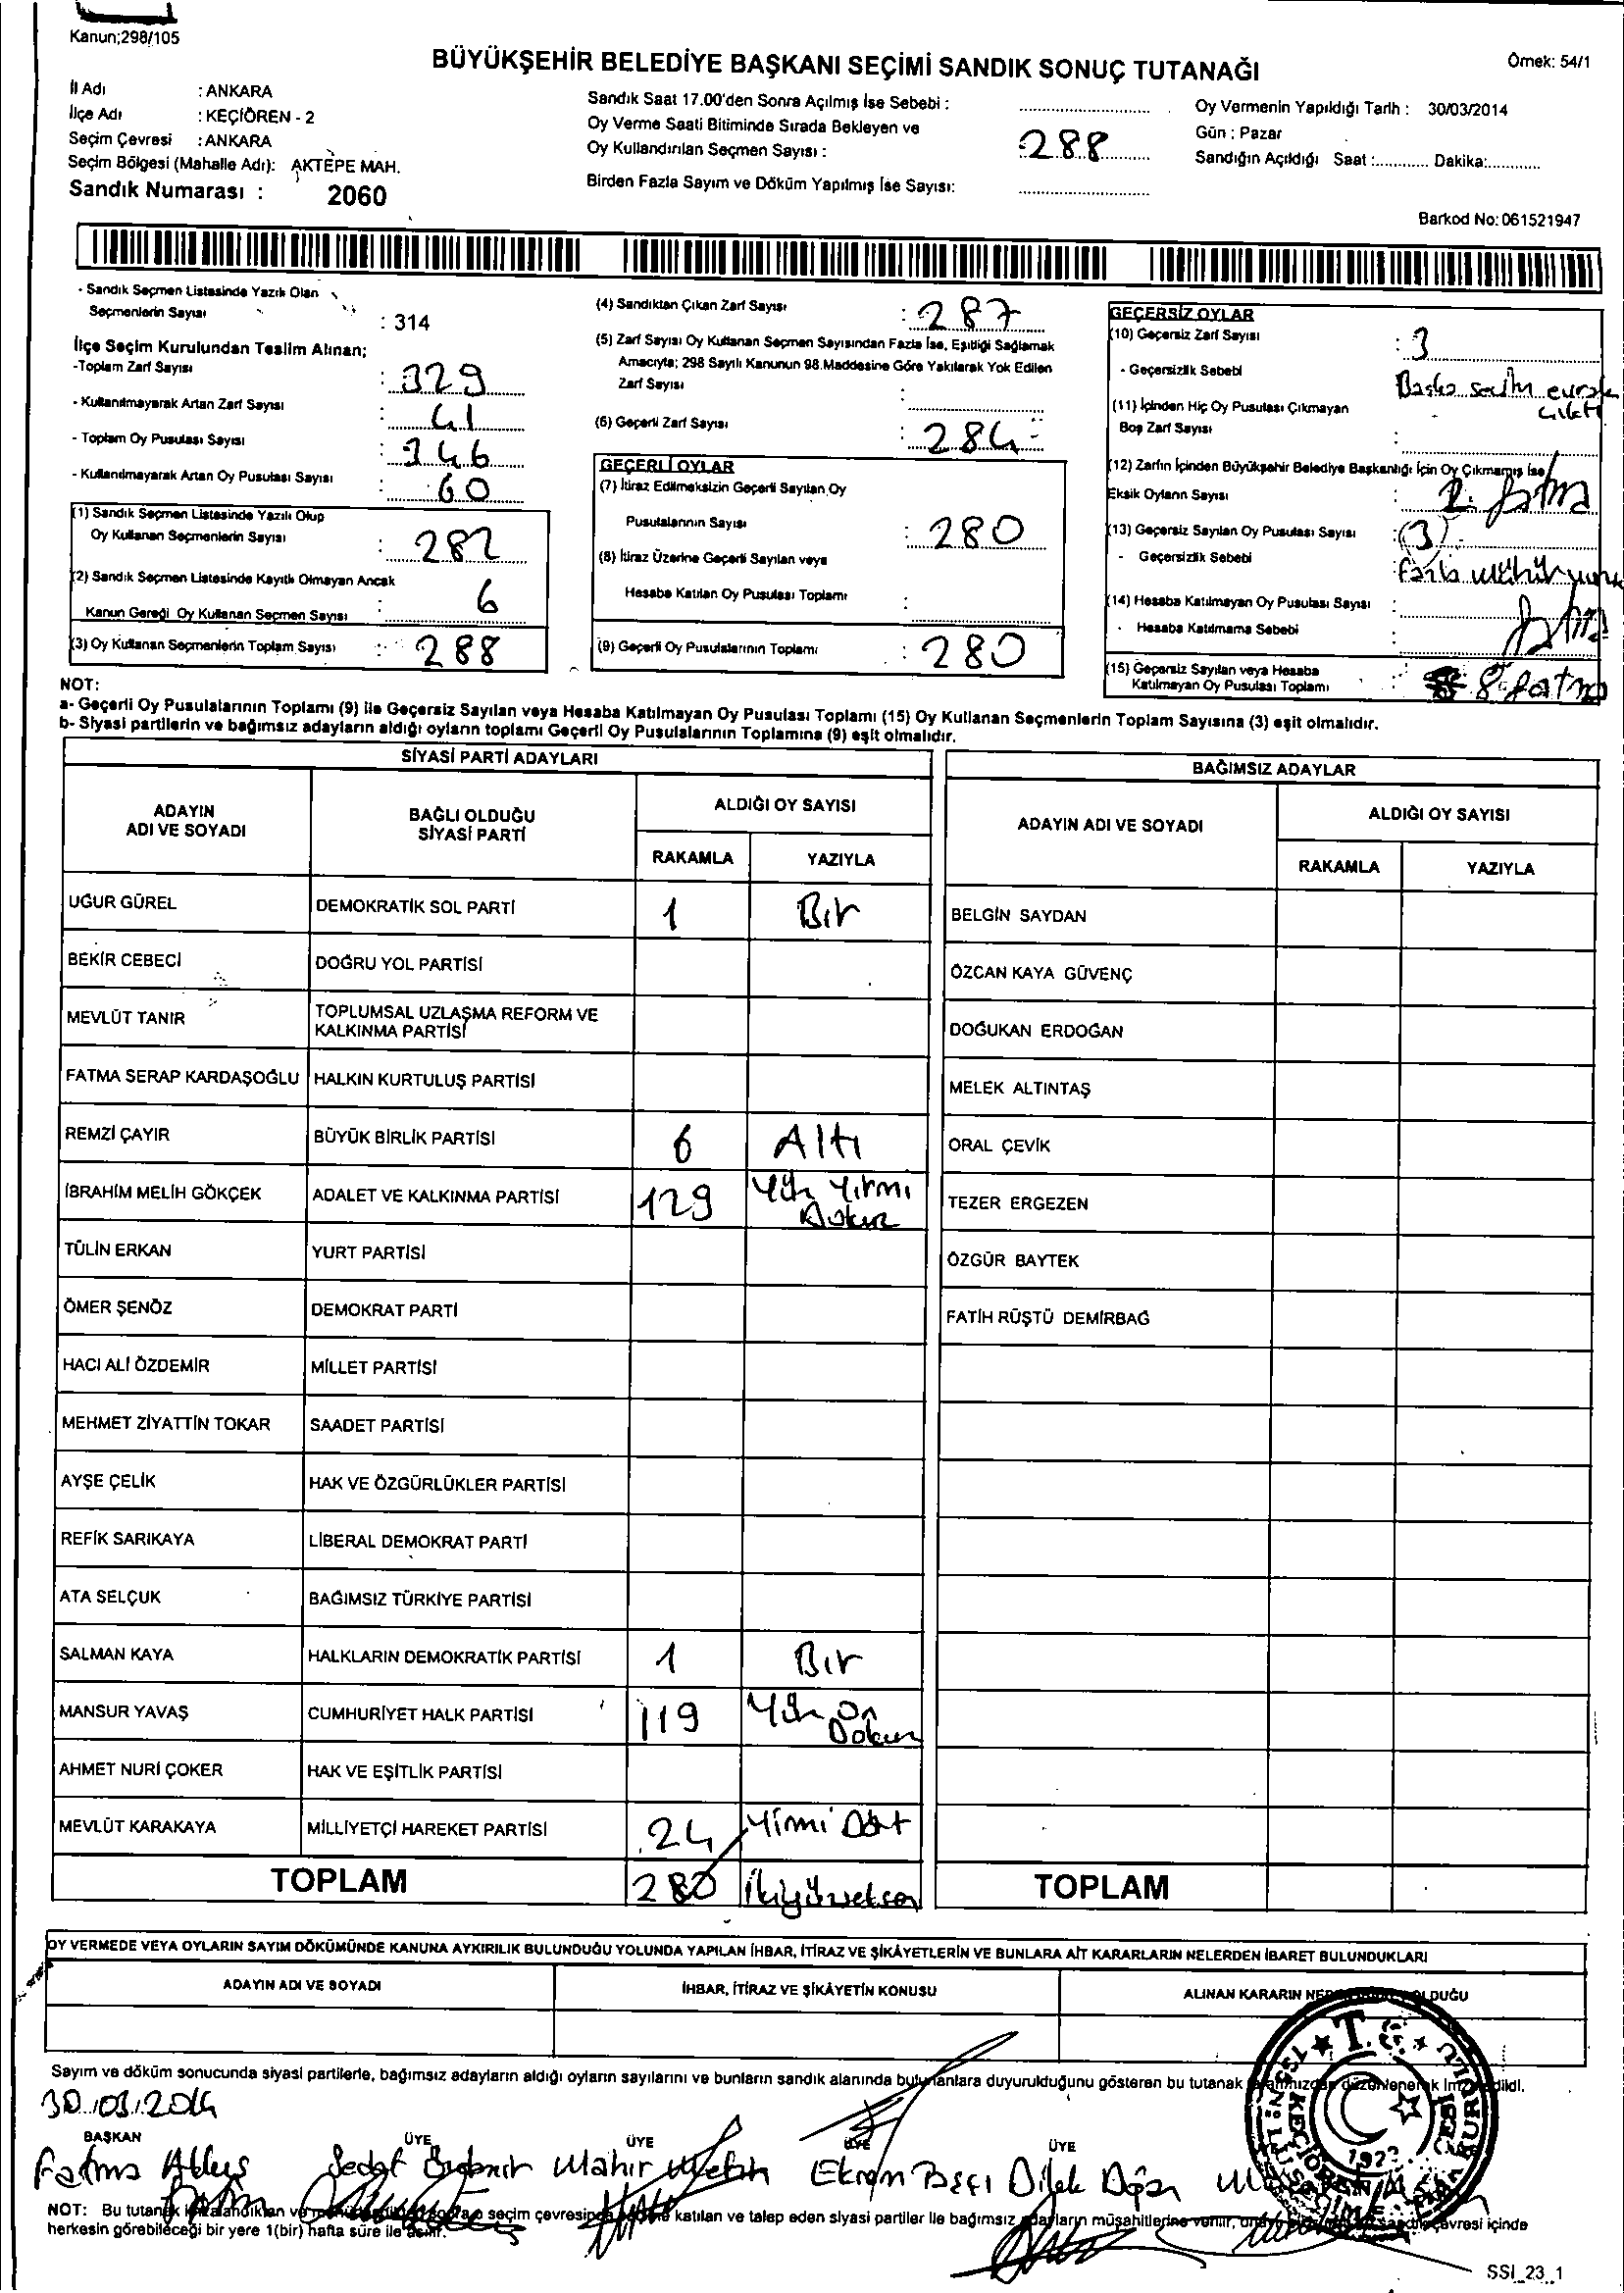 Kanun;298/105
BÜYÜKŞEHİR BELEDİYE BAŞKANI SEÇİMİ SANDIK SONUÇ TUTANAĞI
Örnek: 54/1
İl Adı : ANKARA
İlçe Adı : KEÇİÖREN - 2
Seçim Çevresi : ANKARA
Seçim Bölgesi (Mahalle Adı): AKTEPE MAH.
Sandık Numarası : 2060
Sandık Saat 17.00'den Sonra Açılmış İse Sebebi :
Oy Verme Saati Bitiminde Sırada Bekleyen ve
Oy Kullandırılan Seçmen Sayısı : 288
Birden Fazla Sayım ve Döküm Yapılmış İse Sayısı:
Oy Vermenin Yapıldığı Tarih : 30/03/2014
Gün : Pazar
Sandığın Açıldığı Saat :............ Dakika:............
Barkod No: 061521947
- Sandık Seçmen Listesinde Yazılı Olan
Seçmenlerin Sayısı : 314
İlçe Seçim Kurulundan Teslim Alınan;
-Toplam Zarf Sayısı : 329
- Kullanılmayarak Artan Zarf Sayısı : 41
- Toplam Oy Pusulası Sayısı : 346
- Kullanılmayarak Artan Oy Pusulası Sayısı : 60
(1) Sandık Seçmen Listesinde Yazılı Olup
Oy Kullanan Seçmenlerin Sayısı : 282
(2) Sandık Seçmen Listesinde Kayıtlı Olmayan Ancak
Kanun Gereği Oy Kullanan Seçmen Sayısı : 6
(3) Oy Kullanan Seçmenlerin Toplam Sayısı : 288
(4) Sandıktan Çıkan Zarf Sayısı : 287
(5) Zarf Sayısı Oy Kullanan Seçmen Sayısından Fazla İse, Eşitliği Sağlamak
Amacıyla; 298 Sayılı Kanunun 98.Maddesine Göre Yakılarak Yok Edilen
Zarf Sayısı :
(6) Geçerli Zarf Sayısı : 284
GEÇERLİ OYLAR
(7) İtiraz Edilmeksizin Geçerli Sayılan Oy
Pusulalarının Sayısı : 280
(8) İtiraz Üzerine Geçerli Sayılan veya
Hesaba Katılan Oy Pusulası Toplamı :
(9) Geçerli Oy Pusulalarının Toplamı : 280
GEÇERSİZ OYLAR
(10) Geçersiz Zarf Sayısı : 3
- Geçersizlik Sebebi Başka seçim evrakı
çıktı
(11) İçinden Hiç Oy Pusulası Çıkmayan
Boş Zarf Sayısı :
(12) Zarfın İçinden Büyükşehir Belediye Başkanlığı İçin Oy Çıkmamış İse
Eksik Oyların Sayısı : 2 fatma
(13) Geçersiz Sayılan Oy Pusulası Sayısı : (3)
- Geçersizlik Sebebi : Fazla mühür
(14) Hesaba Katılmayan Oy Pusulası Sayısı :
- Hesaba Katılmama Sebebi :
(15) Geçersiz Sayılan veya Hesaba
Katılmayan Oy Pusulası Toplamı : 8 fatma
NOT:
a- Geçerli Oy Pusulalarının Toplamı (9) ile Geçersiz Sayılan veya Hesaba Katılmayan Oy Pusulası Toplamı (15) Oy Kullanan Seçmenlerin Toplam Sayısına (3) eşit olmalıdır.
b- Siyasi partilerin ve bağımsız adayların aldığı oyların toplamı Geçerli Oy Pusulalarının Toplamına (9) eşit olmalıdır.
SİYASİ PARTİ ADAYLARI
ADAYIN ADI VE SOYADI
BAĞLI OLDUĞU SİYASİ PARTİ
ALDIĞI OY SAYISI
RAKAMLA YAZIYLA
UĞUR GÜREL DEMOKRATİK SOL PARTİ 1 Bir
BEKİR CEBECİ DOĞRU YOL PARTİSİ
MEVLÜT TANIR TOPLUMSAL UZLAŞMA REFORM VE
KALKINMA PARTİSİ
FATMA SERAP KARDAŞOĞLU HALKIN KURTULUŞ PARTİSİ
REMZİ ÇAYIR BÜYÜK BİRLİK PARTİSİ 6 Altı
İBRAHİM MELİH GÖKÇEK ADALET VE KALKINMA PARTİSİ 129 Yüz Yirmi
Dokuz
TÜLİN ERKAN YURT PARTİSİ
ÖMER ŞENÖZ DEMOKRAT PARTİ
HACI ALİ ÖZDEMİR MİLLET PARTİSİ
MEHMET ZİYATTİN TOKAR SAADET PARTİSİ
AYŞE ÇELİK HAK VE ÖZGÜRLÜKLER PARTİSİ
REFİK SARIKAYA LİBERAL DEMOKRAT PARTİ
ATA SELÇUK BAĞIMSIZ TÜRKİYE PARTİSİ
SALMAN KAYA HALKLARIN DEMOKRATİK PARTİSİ 1 Bir
MANSUR YAVAŞ CUMHURİYET HALK PARTİSİ 119 Yüz On
Dokuz
AHMET NURİ ÇOKER HAK VE EŞİTLİK PARTİSİ
MEVLÜT KARAKAYA MİLLİYETÇİ HAREKET PARTİSİ 24 Yirmi Dört
TOPLAM 280 İkiyüzseksen
BAĞIMSIZ ADAYLAR
ADAYIN ADI VE SOYADI
ALDIĞI OY SAYISI
RAKAMLA YAZIYLA
BELGİN SAYDAN
ÖZCAN KAYA GÜVENÇ
DOĞUKAN ERDOĞAN
MELEK ALTINTAŞ
ORAL ÇEVİK
TEZER ERGEZEN
ÖZGÜR BAYTEK
FATİH RÜŞTÜ DEMİRBAĞ
TOPLAM
OY VERMEDE VEYA OYLARIN SAYIM DÖKÜMÜNDE KANUNA AYKIRILIK BULUNDUĞU YOLUNDA YAPILAN İHBAR, İTİRAZ VE ŞİKÂYETLERİN VE BUNLARA AİT KARARLARIN NELERDEN İBARET BULUNDUKLARI
ADAYIN ADI VE SOYADI İHBAR, İTİRAZ VE ŞİKÂYETİN KONUSU ALINAN KARARIN OLDUĞU
Sayım ve döküm sonucunda siyasi partilerle, bağımsız adayların aldığı oyların sayılarını ve bunların sandık alanında bulunanlara duyurulduğunu gösteren bu tutanak tarafımızdan düzenlenerek imza edildi.
30.03.2014
BAŞKAN ÜYE ÜYE ÜYE ÜYE
Fatma Sedat Mahir Ekrem Dilek
T.C.
1923
NOT: Bu tutanak seçim çevresinde katılan ve talep eden siyasi partiler ile bağımsız adayların müşahitlerine verilir, çevresi içinde
herkesin görebileceği bir yere 1(bir) hafta süre ile asılır.
SSI_23_1